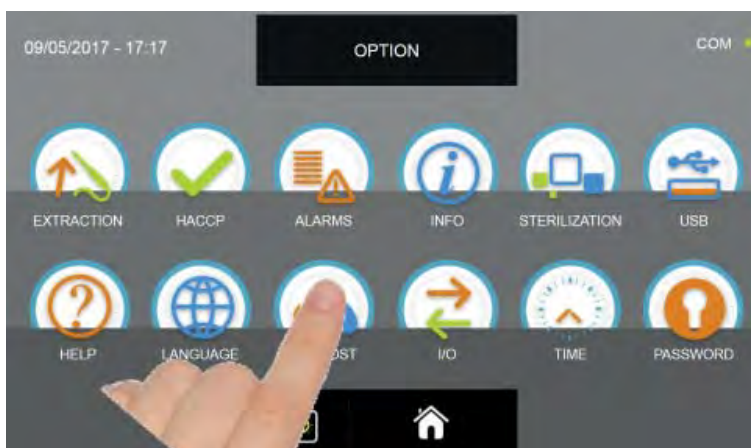 09/05/2017 - 17:17
OPTION
COM
EXTRACTION
HACCP
ALARMS
INFO
STERILIZATION
USB
HELP
LANGUAGE
I/O
TIME
PASSWORD